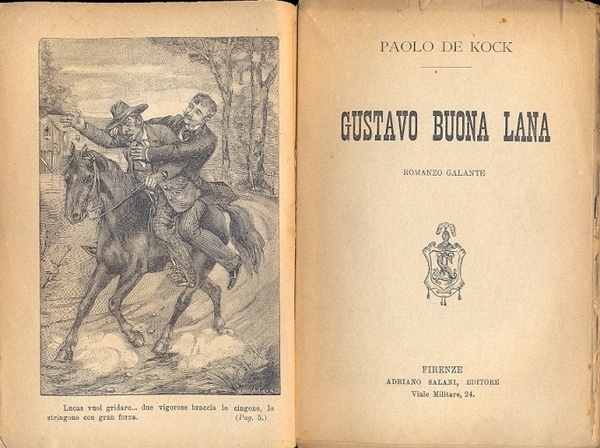 Lucas vuol gridare... due vigorose braccia lo cingono, lo
stringono con gran forza. (Pag. 5.)
PAOLO DE KOCK
GUSTAVO BUONA LANA
ROMANZO GALANTE
FIRENZE
ADRIANO SALANI, EDITORE
Viale Militare, 24.